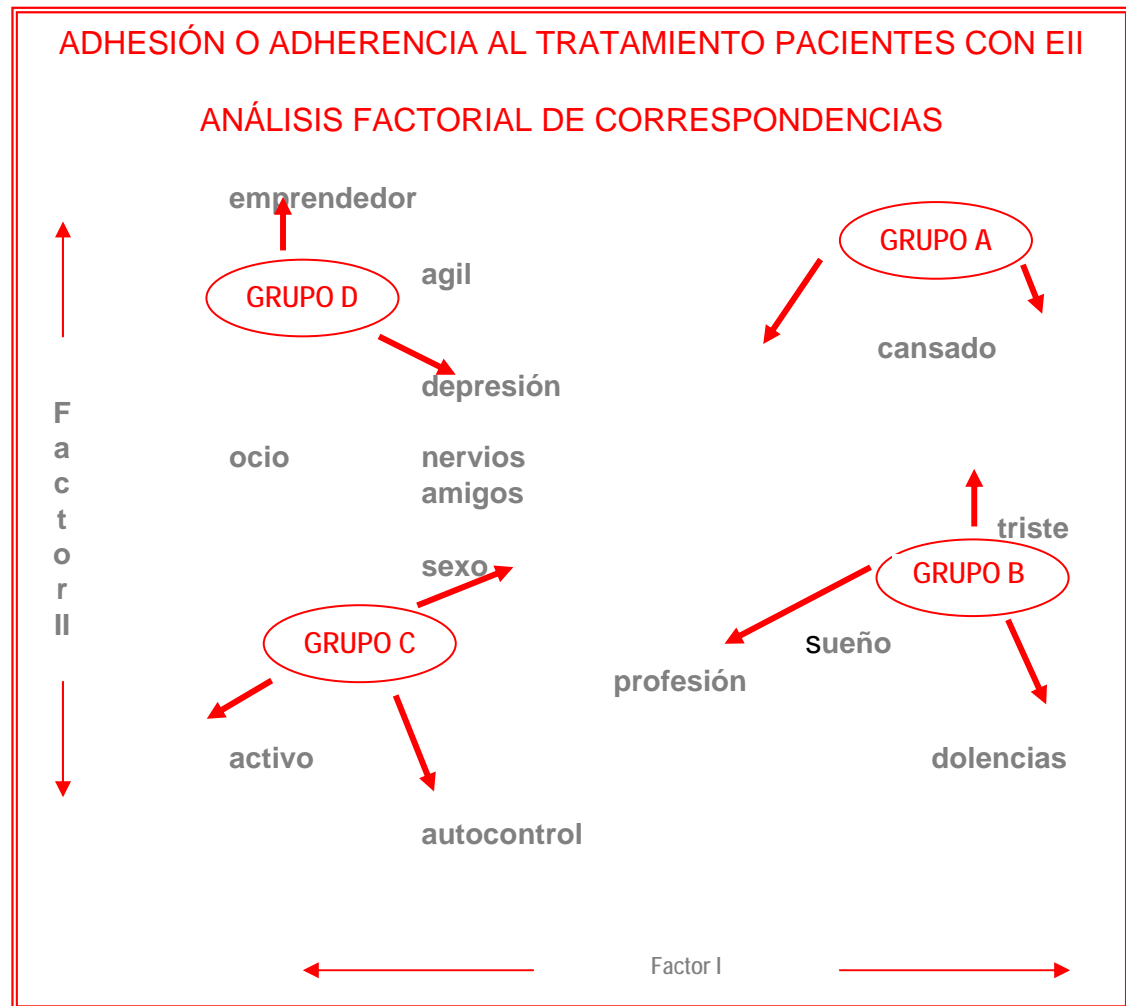 ADHESIÓN O ADHERENCIA AL TRATAMIENTO PACIENTES CON EII
ANÁLISIS FACTORIAL DE CORRESPONDENCIAS
emprendedor
GRUPO A
agil
GRUPO D
cansado
depresión
Factor II
ocio
nervios
amigos
triste
sexo
GRUPO B
GRUPO C
sueño
profesión
activo
dolencias
autocontrol
Factor I